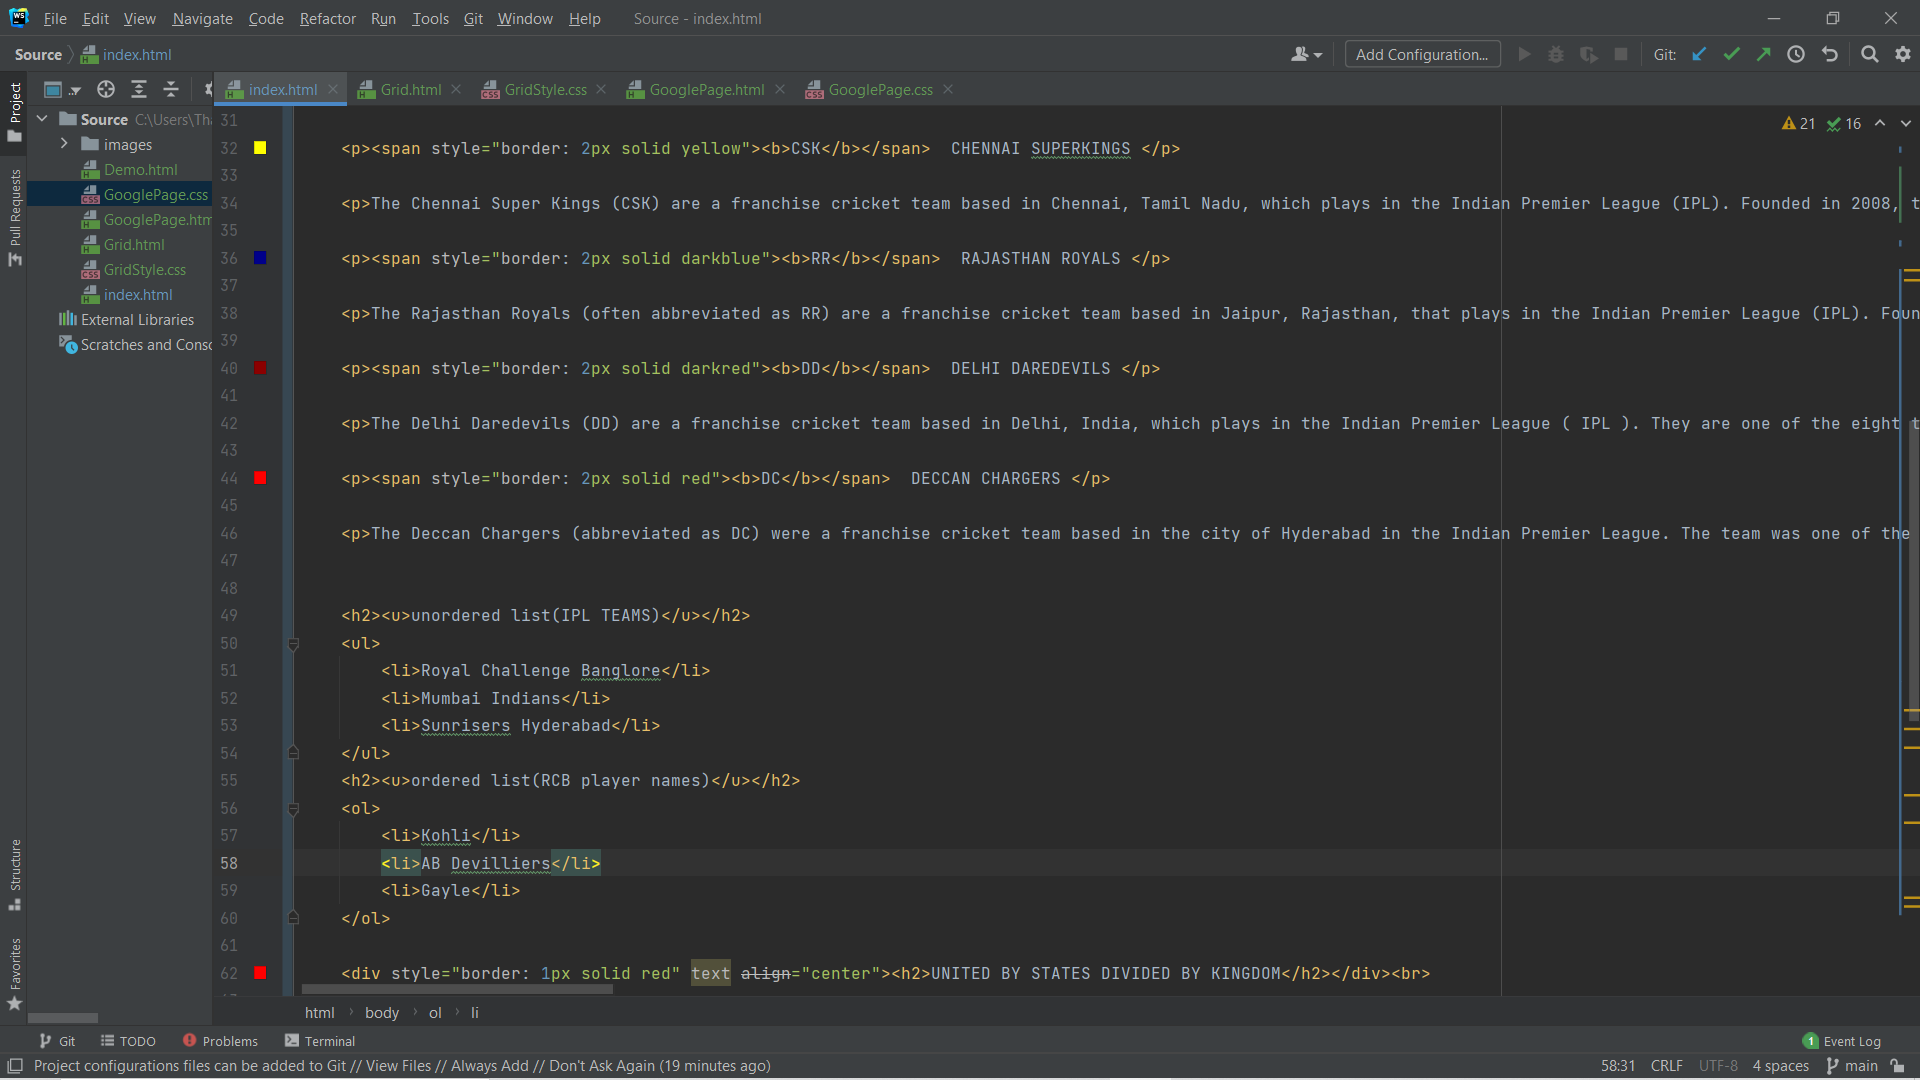 File Edit View Navigate Code Refactor Run Tools Git Window Help Source - index.html
Source index.html Add Configuration... Git:
index.html Grid.html GridStyle.css GooglePage.html GooglePage.css
Project
Pull Requests
Structure
Favorites
Source C:\Users\Tha
images
Demo.html
GooglePage.css
GooglePage.htm
Grid.html
GridStyle.css
index.html
External Libraries
Scratches and Conso
21 16
31
32 <p><span style="border: 2px solid yellow"><b>CSK</b></span>  CHENNAI SUPERKINGS </p>
33
34 <p>The Chennai Super Kings (CSK) are a franchise cricket team based in Chennai, Tamil Nadu, which plays in the Indian Premier League (IPL). Founded in 2008, t
35
36 <p><span style="border: 2px solid darkblue"><b>RR</b></span>  RAJASTHAN ROYALS </p>
37
38 <p>The Rajasthan Royals (often abbreviated as RR) are a franchise cricket team based in Jaipur, Rajasthan, that plays in the Indian Premier League (IPL). Foun
39
40 <p><span style="border: 2px solid darkred"><b>DD</b></span>  DELHI DAREDEVILS </p>
41
42 <p>The Delhi Daredevils (DD) are a franchise cricket team based in Delhi, India, which plays in the Indian Premier League ( IPL ). They are one of the eight t
43
44 <p><span style="border: 2px solid red"><b>DC</b></span>  DECCAN CHARGERS </p>
45
46 <p>The Deccan Chargers (abbreviated as DC) were a franchise cricket team based in the city of Hyderabad in the Indian Premier League. The team was one of the
47
48
49 <h2><u>unordered list(IPL TEAMS)</u></h2>
50 <ul>
51 <li>Royal Challenge Banglore</li>
52 <li>Mumbai Indians</li>
53 <li>Sunrisers Hyderabad</li>
54 </ul>
55 <h2><u>ordered list(RCB player names)</u></h2>
56 <ol>
57 <li>Kohli</li>
58 <li>AB Devilliers</li>
59 <li>Gayle</li>
60 </ol>
61
62 <div style="border: 1px solid red" text align="center"><h2>UNITED BY STATES DIVIDED BY KINGDOM</h2></div><br>
html body ol li
Git TODO Problems Terminal 1 Event Log
Project configurations files can be added to Git // View Files // Always Add // Don't Ask Again (19 minutes ago) 58:31 CRLF UTF-8 4 spaces main